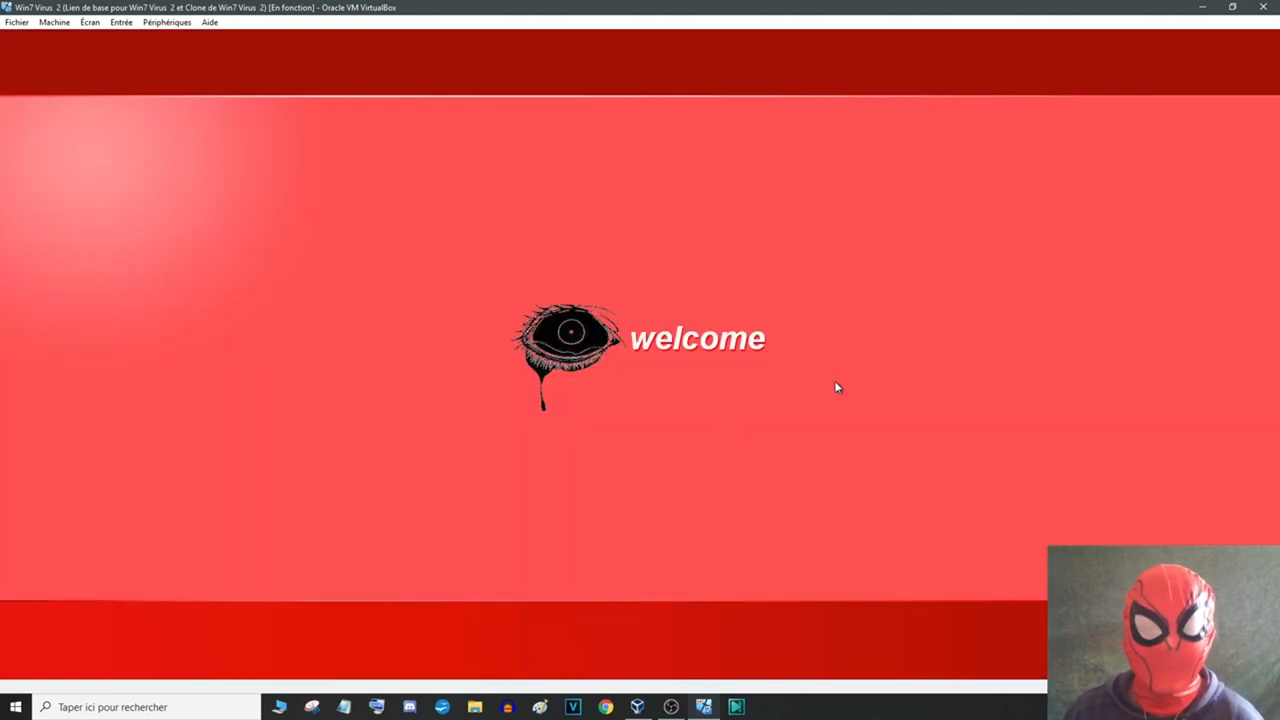 Win7 Virus 2 (Lien de base pour Win7 Virus 2 et Clone de Win7 Virus 2) [En fonction] - Oracle VM VirtualBox
Fichier Machine Écran Entrée Périphériques Aide
welcome
Taper ici pour rechercher
V